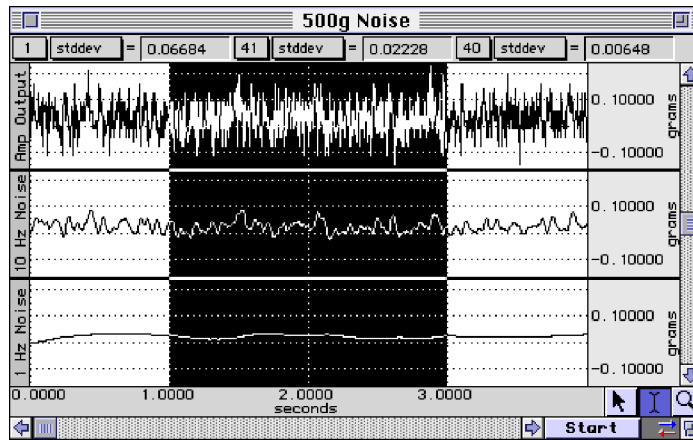 500g Noise
1 stddev = 0.06684 41 stddev = 0.02228 40 stddev = 0.00648
Amp Output
0.10000
-0.10000
grams
10 Hz Noise
0.10000
-0.10000
grams
1 Hz Noise
0.10000
-0.10000
grams
0.0000 1.0000 2.0000 3.0000
seconds
Start